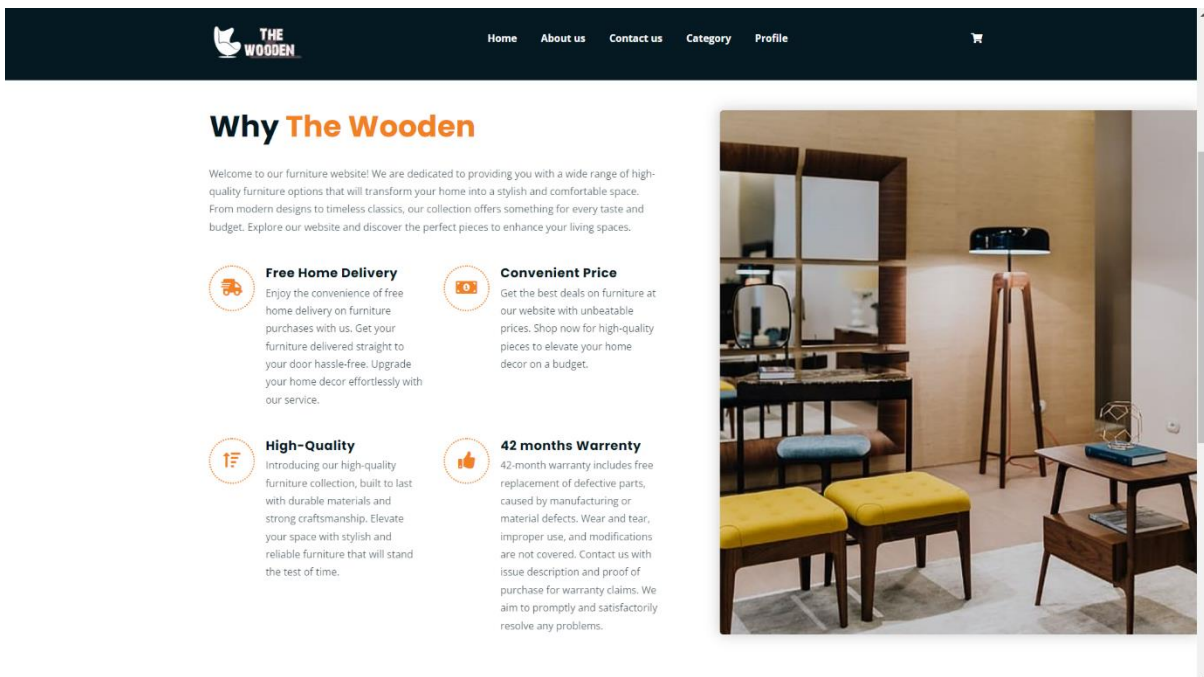 THE
WOODEN
Home About us Contact us Category Profile
Why The Wooden
Welcome to our furniture website! We are dedicated to providing you with a wide range of high-
quality furniture options that will transform your home into a stylish and comfortable space.
From modern designs to timeless classics, our collection offers something for every taste and
budget. Explore our website and discover the perfect pieces to enhance your living spaces.
Free Home Delivery
Enjoy the convenience of free
home delivery on furniture
purchases with us. Get your
furniture delivered straight to
your door hassle-free. Upgrade
your home decor effortlessly with
our service.
Convenient Price
Get the best deals on furniture at
our website with unbeatable
prices. Shop now for high-quality
pieces to elevate your home
decor on a budget.
High-Quality
Introducing our high-quality
furniture collection, built to last
with durable materials and
strong craftsmanship. Elevate
your space with stylish and
reliable furniture that will stand
the test of time.
42 months Warrenty
42-month warranty includes free
replacement of defective parts,
caused by manufacturing or
material defects. Wear and tear,
improper use, and modifications
are not covered. Contact us with
issue description and proof of
purchase for warranty claims. We
aim to promptly and satisfactorily
resolve any problems.